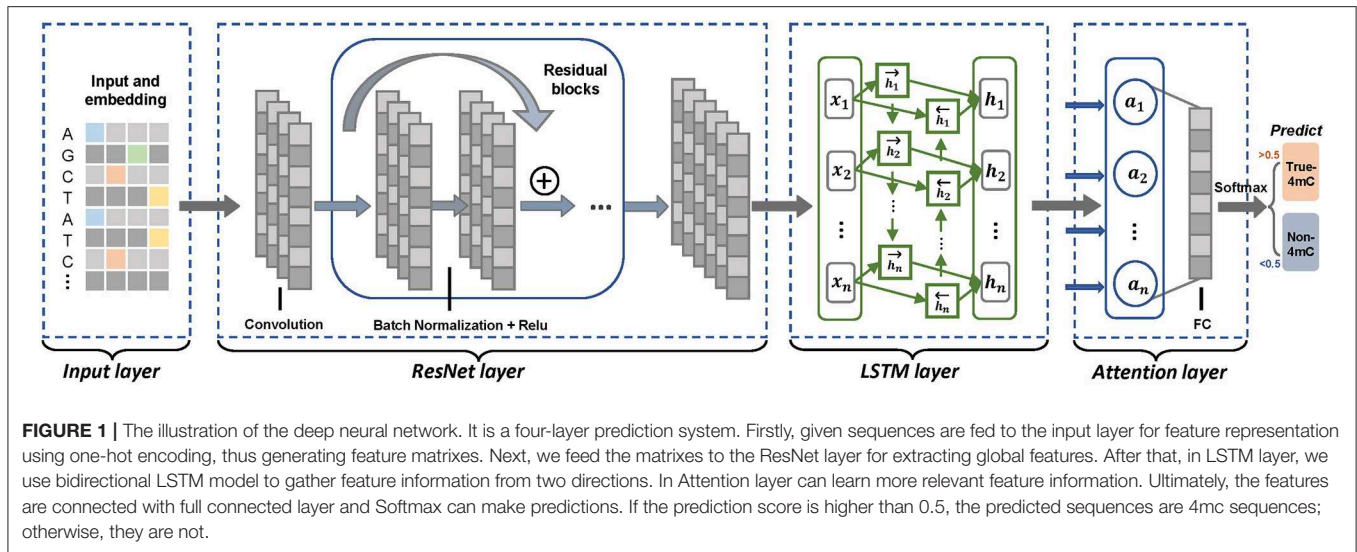 Input and
embedding
A
G
C
T
A
T
C
⋮
Input layer
Residual
blocks
+
...
Convolution
Batch Normalization + Relu
ResNet layer
x₁
x₂
⋮
xₙ
→h₁
←h₁
→h₂
←h₂
⋮
⋮
→hₙ
←hₙ
h₁
h₂
⋮
hₙ
LSTM layer
a₁
a₂
⋮
aₙ
FC
Attention layer
Softmax
Predict
>0.5
True-
4mC
Non-
4mC
<0.5
FIGURE 1 | The illustration of the deep neural network. It is a four-layer prediction system. Firstly, given sequences are fed to the input layer for feature representation
using one-hot encoding, thus generating feature matrixes. Next, we feed the matrixes to the ResNet layer for extracting global features. After that, in LSTM layer, we
use bidirectional LSTM model to gather feature information from two directions. In Attention layer can learn more relevant feature information. Ultimately, the features
are connected with full connected layer and Softmax can make predictions. If the prediction score is higher than 0.5, the predicted sequences are 4mc sequences;
otherwise, they are not.